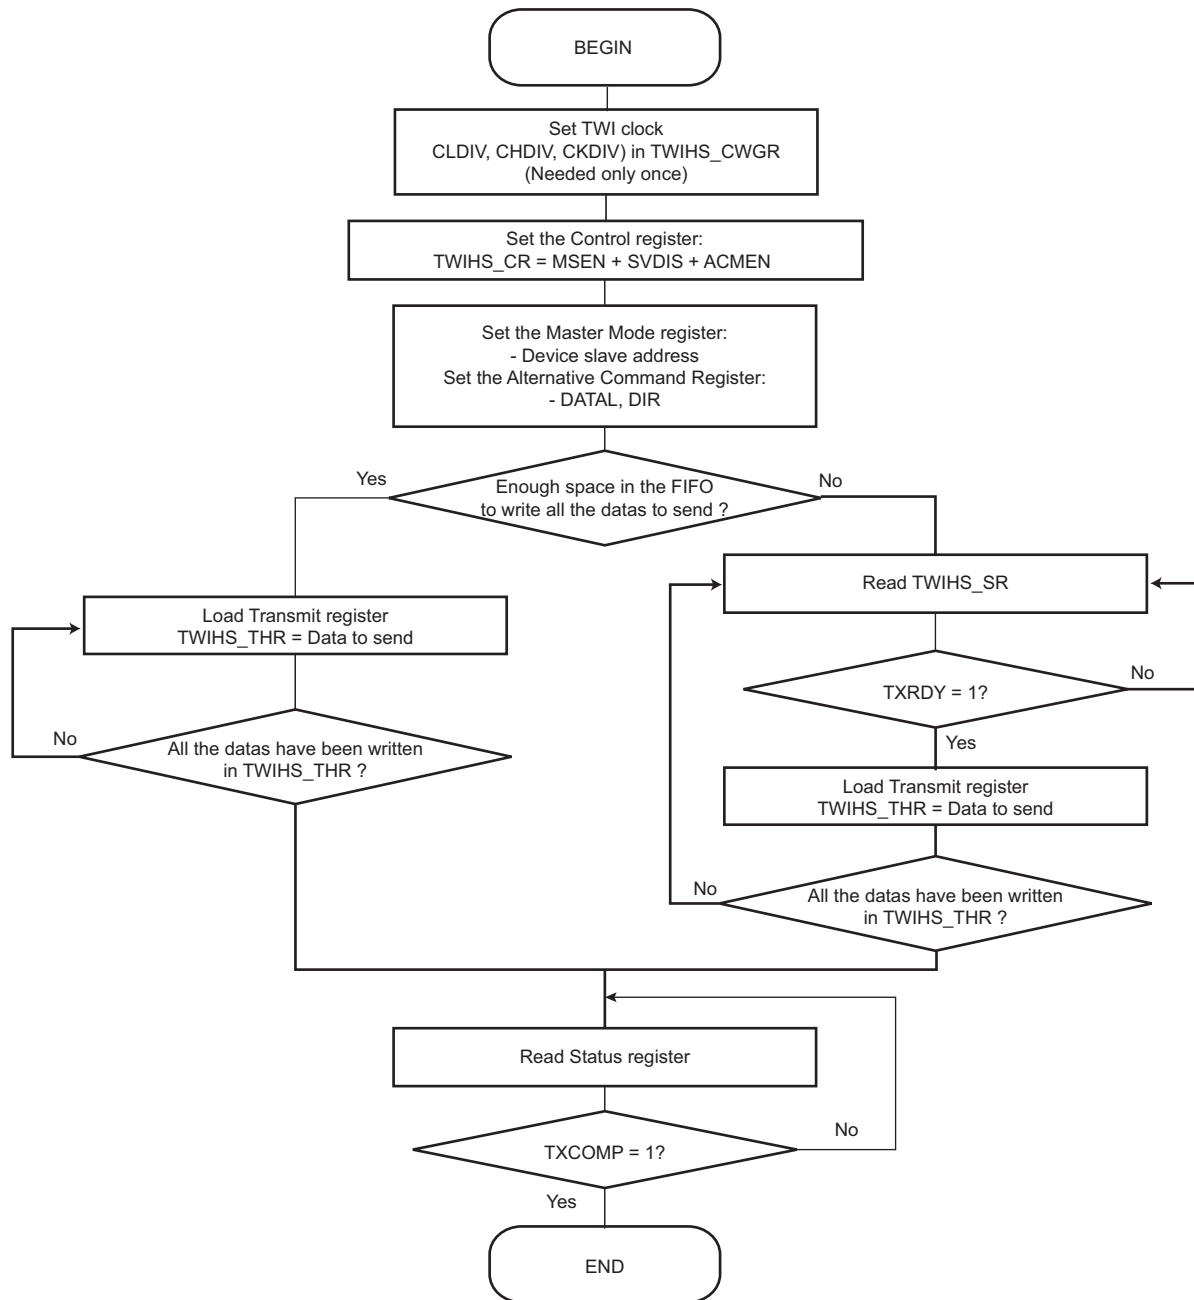 BEGIN
Set TWI clock
CLDIV, CHDIV, CKDIV) in TWIHS_CWGR
(Needed only once)
Set the Control register:
TWIHS_CR = MSEN + SVDIS + ACMEN
Set the Master Mode register:
- Device slave address
Set the Alternative Command Register:
- DATAL, DIR
Yes
Enough space in the FIFO
to write all the datas to send ?
No
Load Transmit register
TWIHS_THR = Data to send
No
All the datas have been written
in TWIHS_THR ?
Read TWIHS_SR
TXRDY = 1?
No
Yes
Load Transmit register
TWIHS_THR = Data to send
No
All the datas have been written
in TWIHS_THR ?
Read Status register
TXCOMP = 1?
No
Yes
END